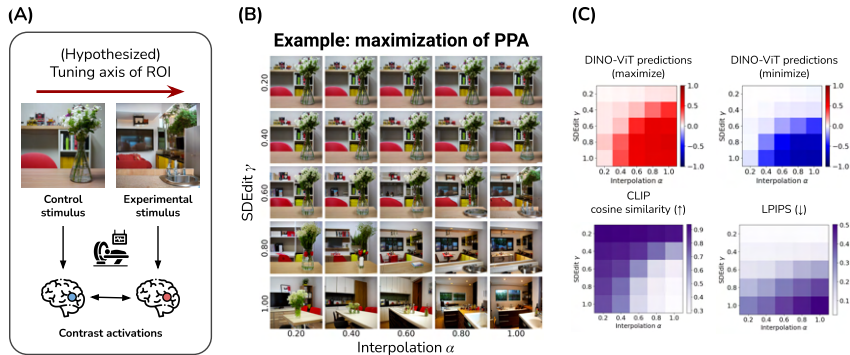 (A)
(Hypothesized)
Tuning axis of ROI
Control
stimulus
Experimental
stimulus
Contrast activations
(B)
Example: maximization of PPA
SDEdit γ
0.20
0.40
0.60
0.80
1.00
0.20
0.40
0.60
0.80
1.00
Interpolation α
(C)
DINO-ViT predictions
(maximize)
SDEdit γ
0.2
0.4
0.6
0.8
1.0
0.2 0.4 0.6 0.8 1.0
Interpolation α
1.0
0.5
0.0
−0.5
−1.0
DINO-ViT predictions
(minimize)
SDEdit γ
0.2
0.4
0.6
0.8
1.0
0.2 0.4 0.6 0.8 1.0
Interpolation α
1.0
0.5
0.0
−0.5
−1.0
CLIP
cosine similarity (↑)
SDEdit γ
0.2
0.4
0.6
0.8
1.0
0.2 0.4 0.6 0.8 1.0
Interpolation α
0.9
0.8
0.7
0.6
0.5
0.4
0.3
LPIPS (↓)
SDEdit γ
0.2
0.4
0.6
0.8
1.0
0.2 0.4 0.6 0.8 1.0
Interpolation α
0.5
0.4
0.3
0.2
0.1